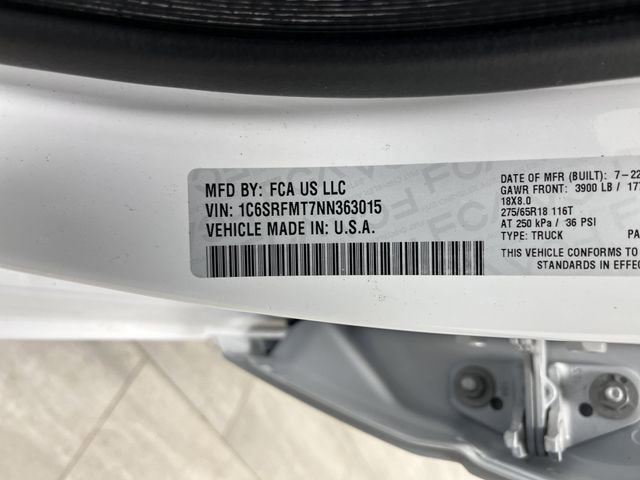 MFD BY: FCA US LLC
VIN: 1C6SRFMT7NN363015
VEHICLE MADE IN: U.S.A.
DATE OF MFR (BUILT): 7-22
GAWR FRONT: 3900 LB / 17
18X8.0
275/65R18 116T
AT 250 kPa / 36 PSI
TYPE: TRUCK PA
THIS VEHICLE CONFORMS TO
STANDARDS IN EFFE